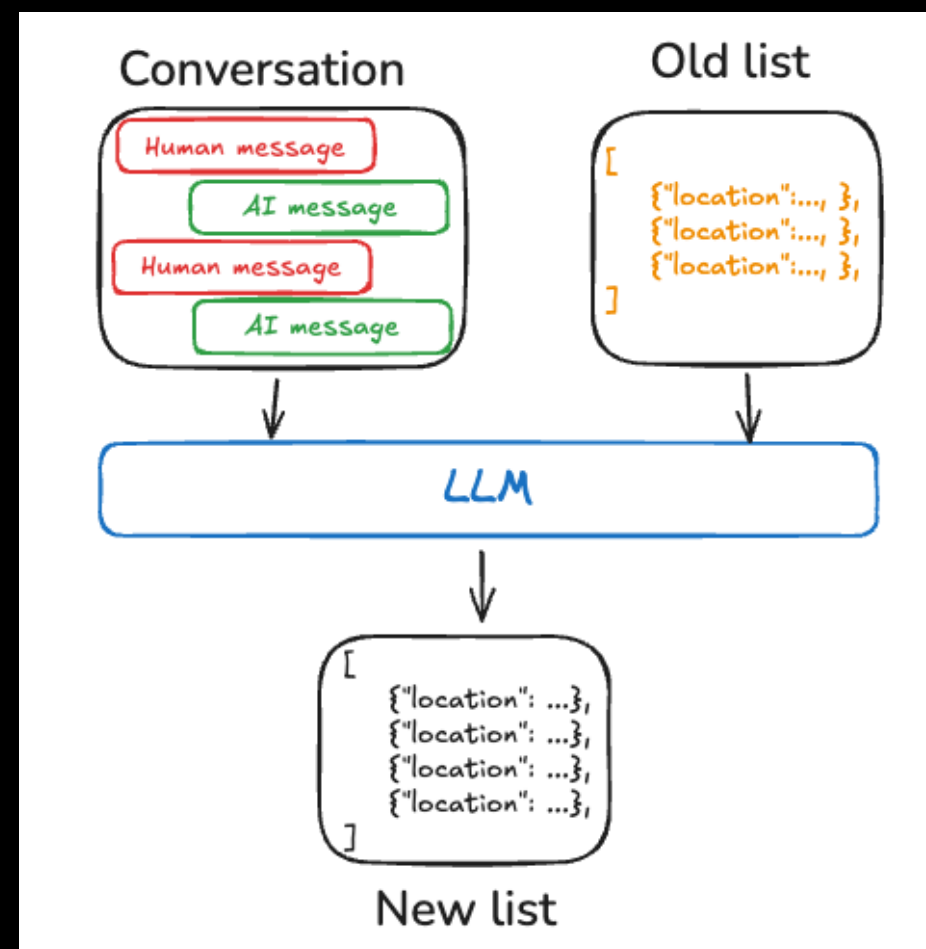 Conversation
Human message
AI message
Human message
AI message
Old list
[
{"location":..., },
{"location":..., },
{"location":..., },
]
LLM
[
{"location": ...},
{"location": ...},
{"location": ...},
{"location": ...},
]
New list